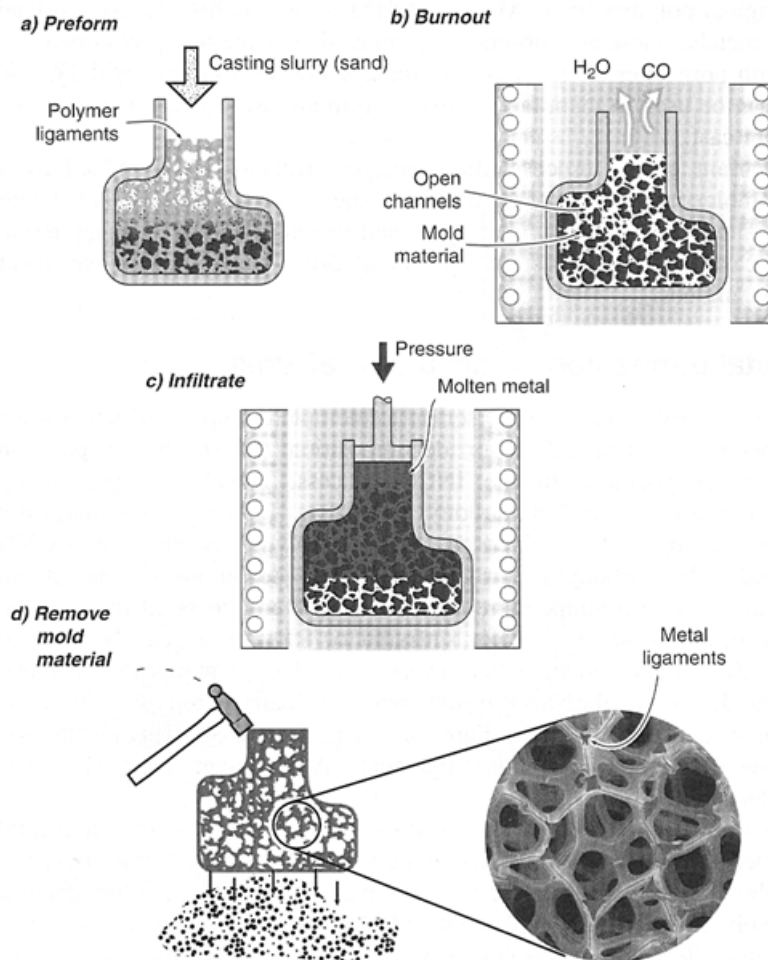 a) Preform
Casting slurry (sand)
Polymer
ligaments
b) Burnout
H₂O
CO
Open
channels
Mold
material
c) Infiltrate
Pressure
Molten metal
d) Remove
mold
material
Metal
ligaments